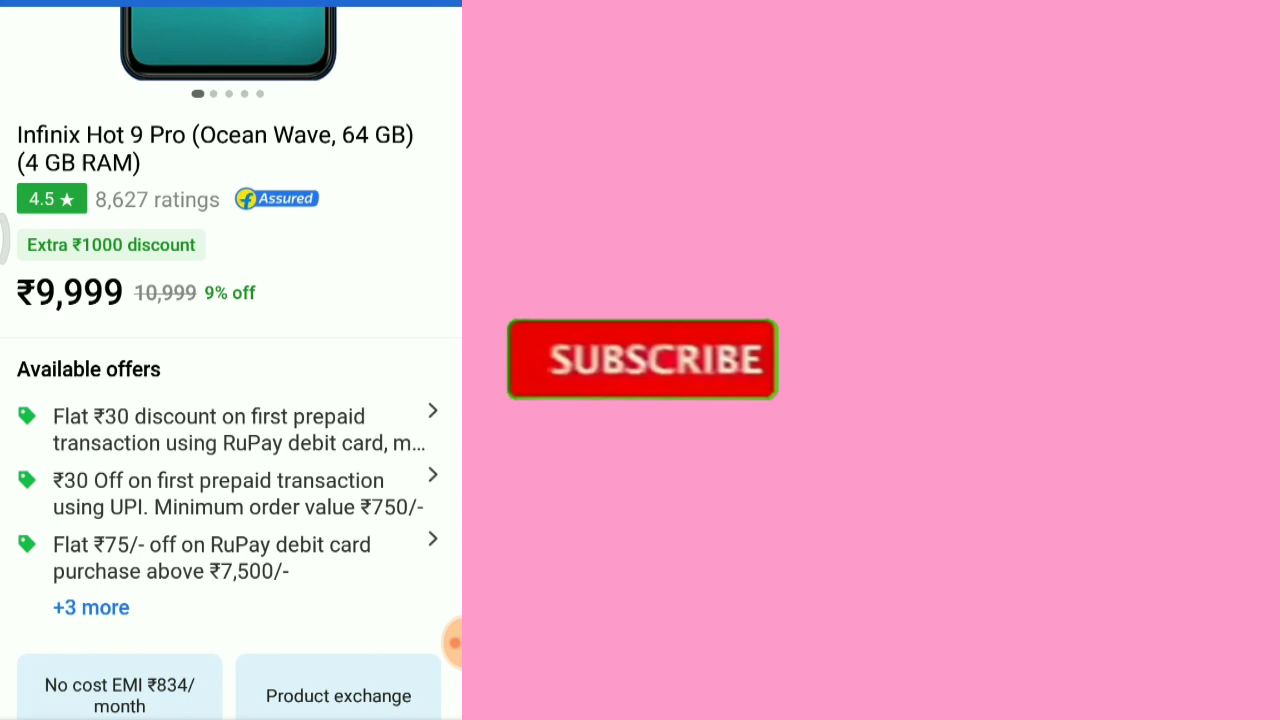 Infinix Hot 9 Pro (Ocean Wave, 64 GB)
(4 GB RAM)
4.5 ★ 8,627 ratings Assured
Extra ₹1000 discount
₹9,999 10,999 9% off
Available offers
Flat ₹30 discount on first prepaid
transaction using RuPay debit card, m...
₹30 Off on first prepaid transaction
using UPI. Minimum order value ₹750/-
Flat ₹75/- off on RuPay debit card
purchase above ₹7,500/-
+3 more
No cost EMI ₹834/
month
Product exchange
SUBSCRIBE